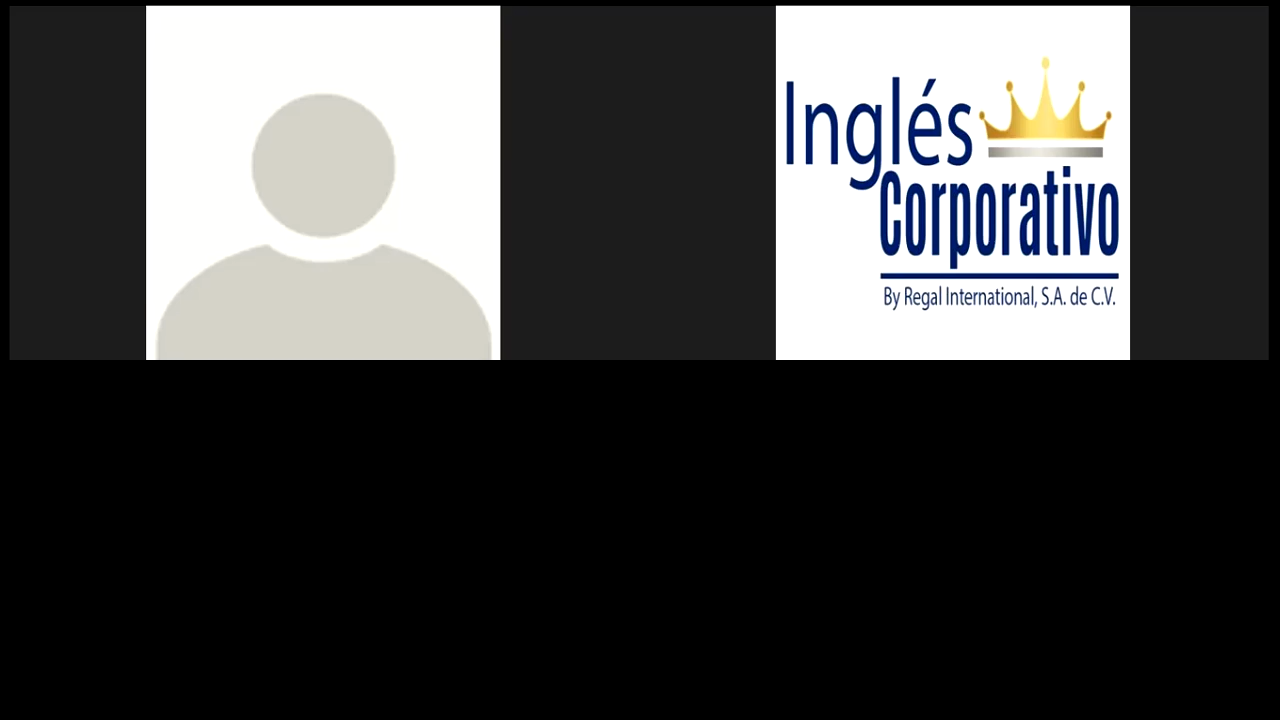 Inglés
Corporativo
By Regal International, S.A. de C.V.